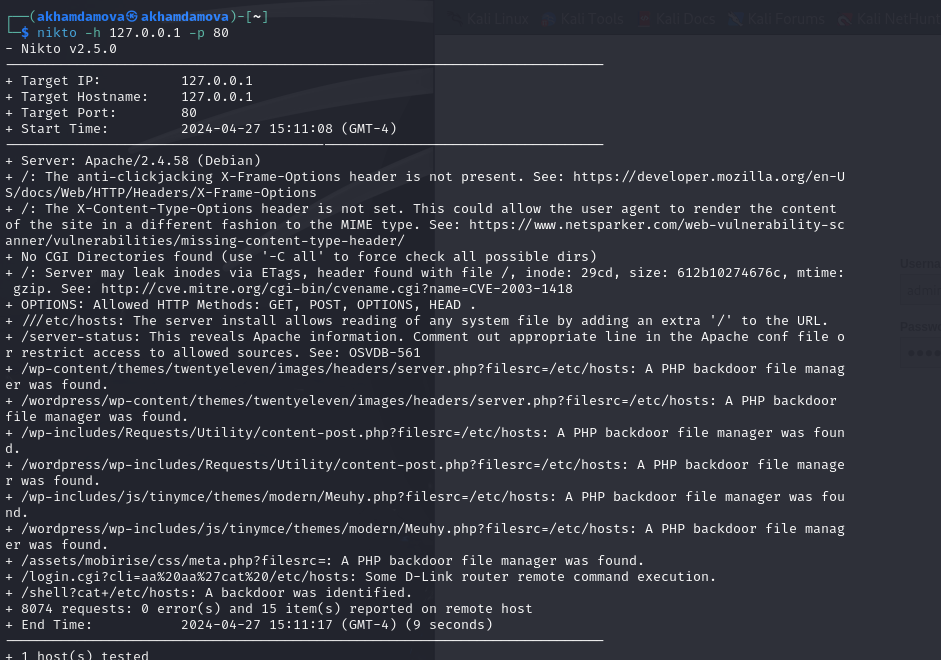 Kali Linux Kali Tools Kali Docs Kali Forums Kali NetHunt
┌──(akhamdamova㉿akhamdamova)-[~]
└─$ nikto -h 127.0.0.1 -p 80
- Nikto v2.5.0
+ Target IP: 127.0.0.1
+ Target Hostname: 127.0.0.1
+ Target Port: 80
+ Start Time: 2024-04-27 15:11:08 (GMT-4)
+ Server: Apache/2.4.58 (Debian)
+ /: The anti-clickjacking X-Frame-Options header is not present. See: https://developer.mozilla.org/en-U
S/docs/Web/HTTP/Headers/X-Frame-Options
+ /: The X-Content-Type-Options header is not set. This could allow the user agent to render the content
of the site in a different fashion to the MIME type. See: https://www.netsparker.com/web-vulnerability-sc
anner/vulnerabilities/missing-content-type-header/
+ No CGI Directories found (use '-C all' to force check all possible dirs)
+ /: Server may leak inodes via ETags, header found with file /, inode: 29cd, size: 612b10274676c, mtime:
gzip. See: http://cve.mitre.org/cgi-bin/cvename.cgi?name=CVE-2003-1418
+ OPTIONS: Allowed HTTP Methods: GET, POST, OPTIONS, HEAD .
+ ///etc/hosts: The server install allows reading of any system file by adding an extra '/' to the URL.
+ /server-status: This reveals Apache information. Comment out appropriate line in the Apache conf file o
r restrict access to allowed sources. See: OSVDB-561
+ /wp-content/themes/twentyeleven/images/headers/server.php?filesrc=/etc/hosts: A PHP backdoor file manag
er was found.
+ /wordpress/wp-content/themes/twentyeleven/images/headers/server.php?filesrc=/etc/hosts: A PHP backdoor
file manager was found.
+ /wp-includes/Requests/Utility/content-post.php?filesrc=/etc/hosts: A PHP backdoor file manager was foun
d.
+ /wordpress/wp-includes/Requests/Utility/content-post.php?filesrc=/etc/hosts: A PHP backdoor file manage
r was found.
+ /wp-includes/js/tinymce/themes/modern/Meuhy.php?filesrc=/etc/hosts: A PHP backdoor file manager was fou
nd.
+ /wordpress/wp-includes/js/tinymce/themes/modern/Meuhy.php?filesrc=/etc/hosts: A PHP backdoor file manag
er was found.
+ /assets/mobirise/css/meta.php?filesrc=: A PHP backdoor file manager was found.
+ /login.cgi?cli=aa%20aa%27cat%20/etc/hosts: Some D-Link router remote command execution.
+ /shell?cat+/etc/hosts: A backdoor was identified.
+ 8074 requests: 0 error(s) and 15 item(s) reported on remote host
+ End Time: 2024-04-27 15:11:17 (GMT-4) (9 seconds)
+ 1 host(s) tested